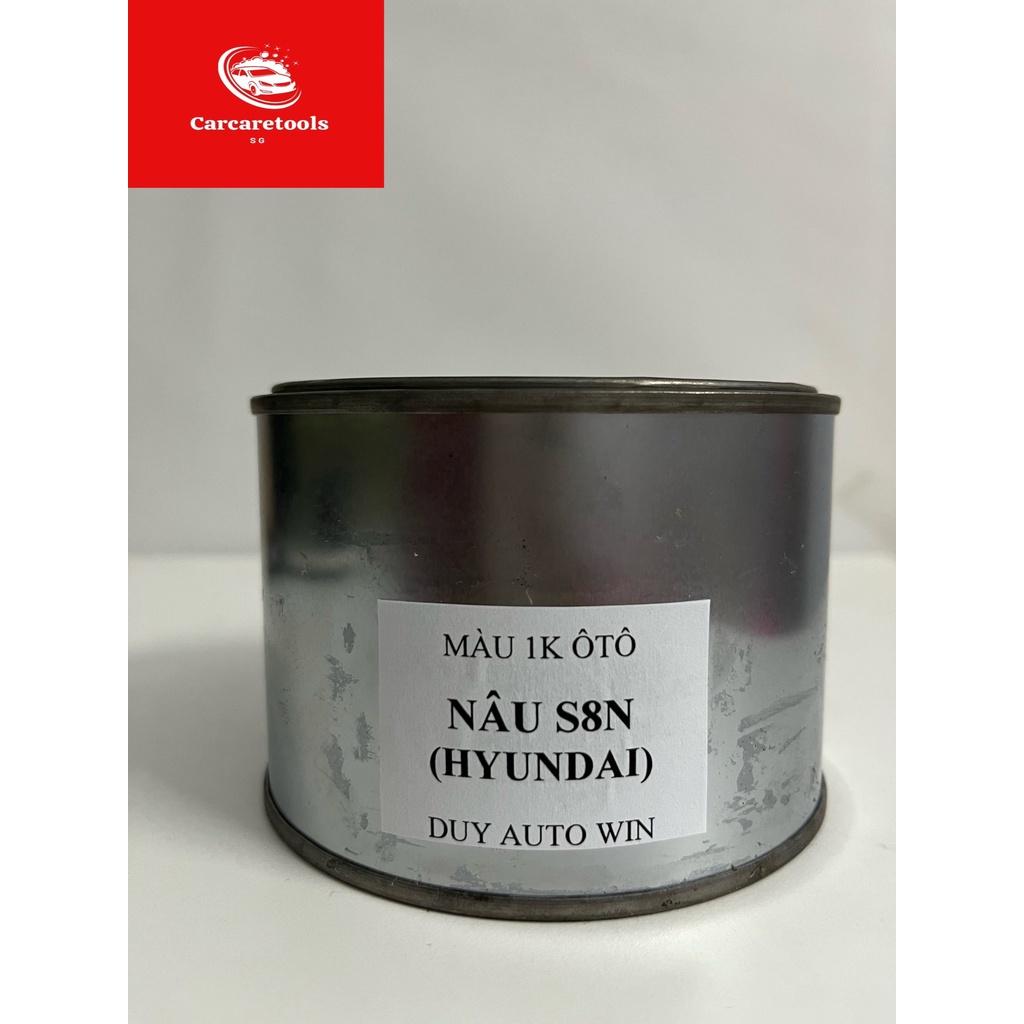 Carcaretools
SG
MÀU 1K ÔTÔ
NÂU S8N
(HYUNDAI)
DUY AUTO WIN